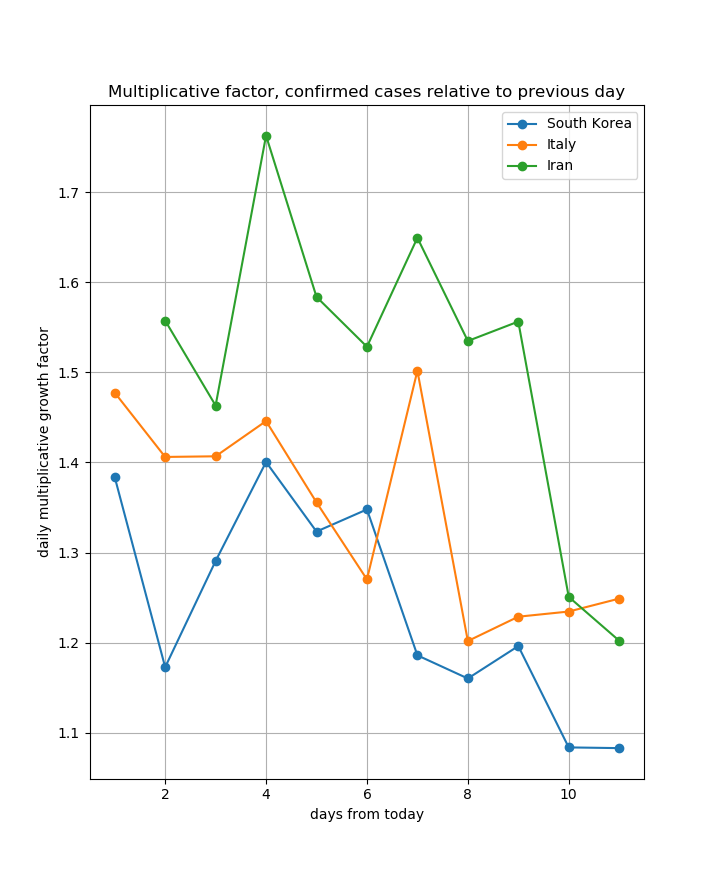 Multiplicative factor, confirmed cases relative to previous day
South Korea
Italy
Iran
1.7
1.6
1.5
1.4
1.3
1.2
1.1
daily multiplicative growth factor
2 4 6 8 10
days from today